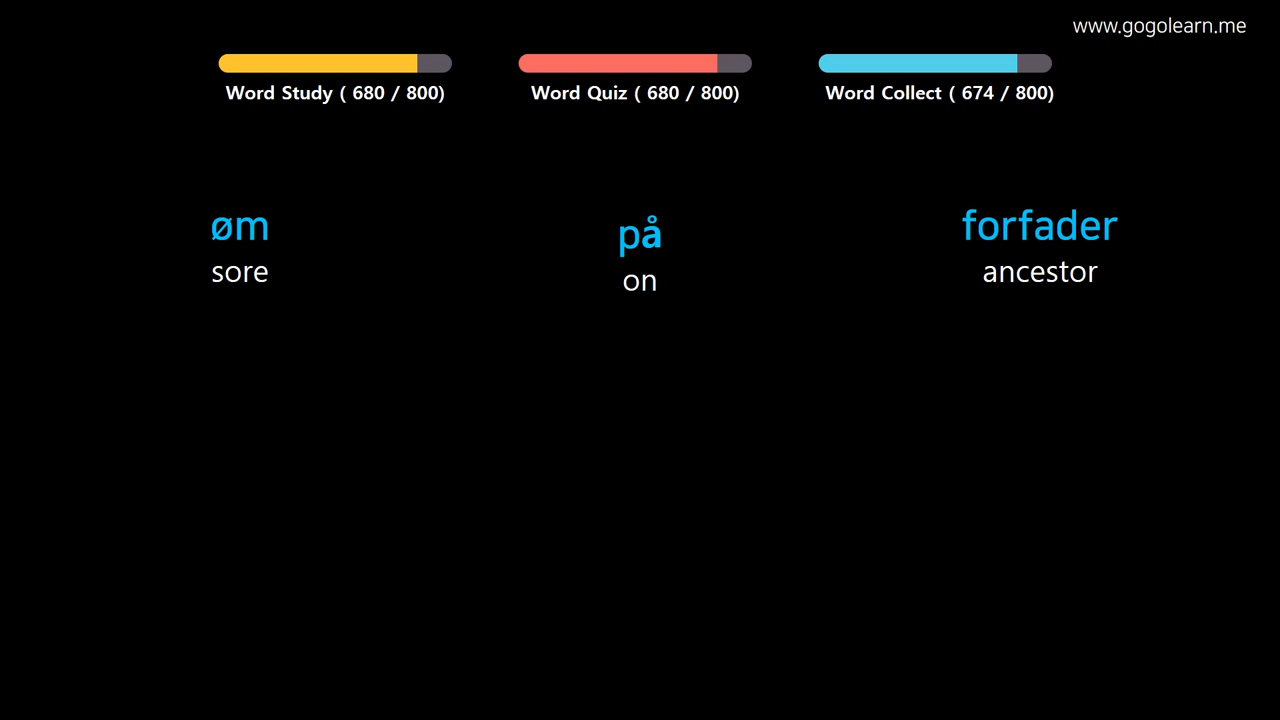 www.gogolearn.me
Word Study ( 680 / 800)
Word Quiz ( 680 / 800)
Word Collect ( 674 / 800)
øm
sore
på
on
forfader
ancestor